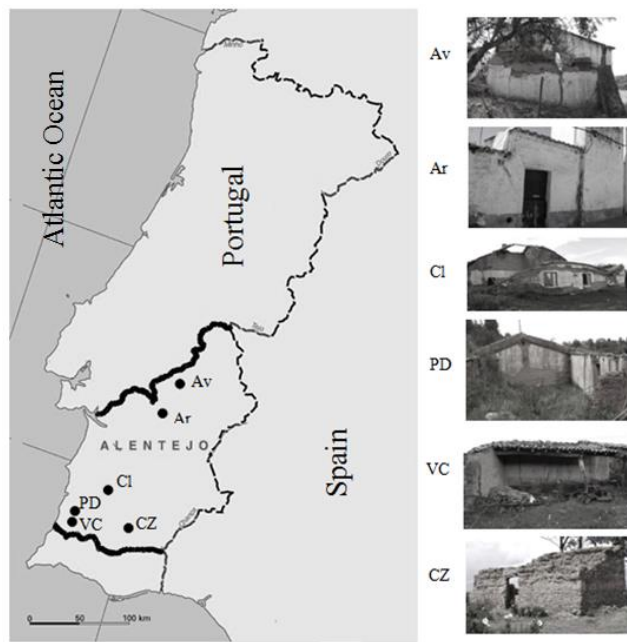 Atlantic Ocean
Portugal
Spain
Minho
ALENTEJO
Av
Ar
Cl
PD
VC
CZ
0 50 100 km
Av
Ar
Cl
PD
VC
CZ